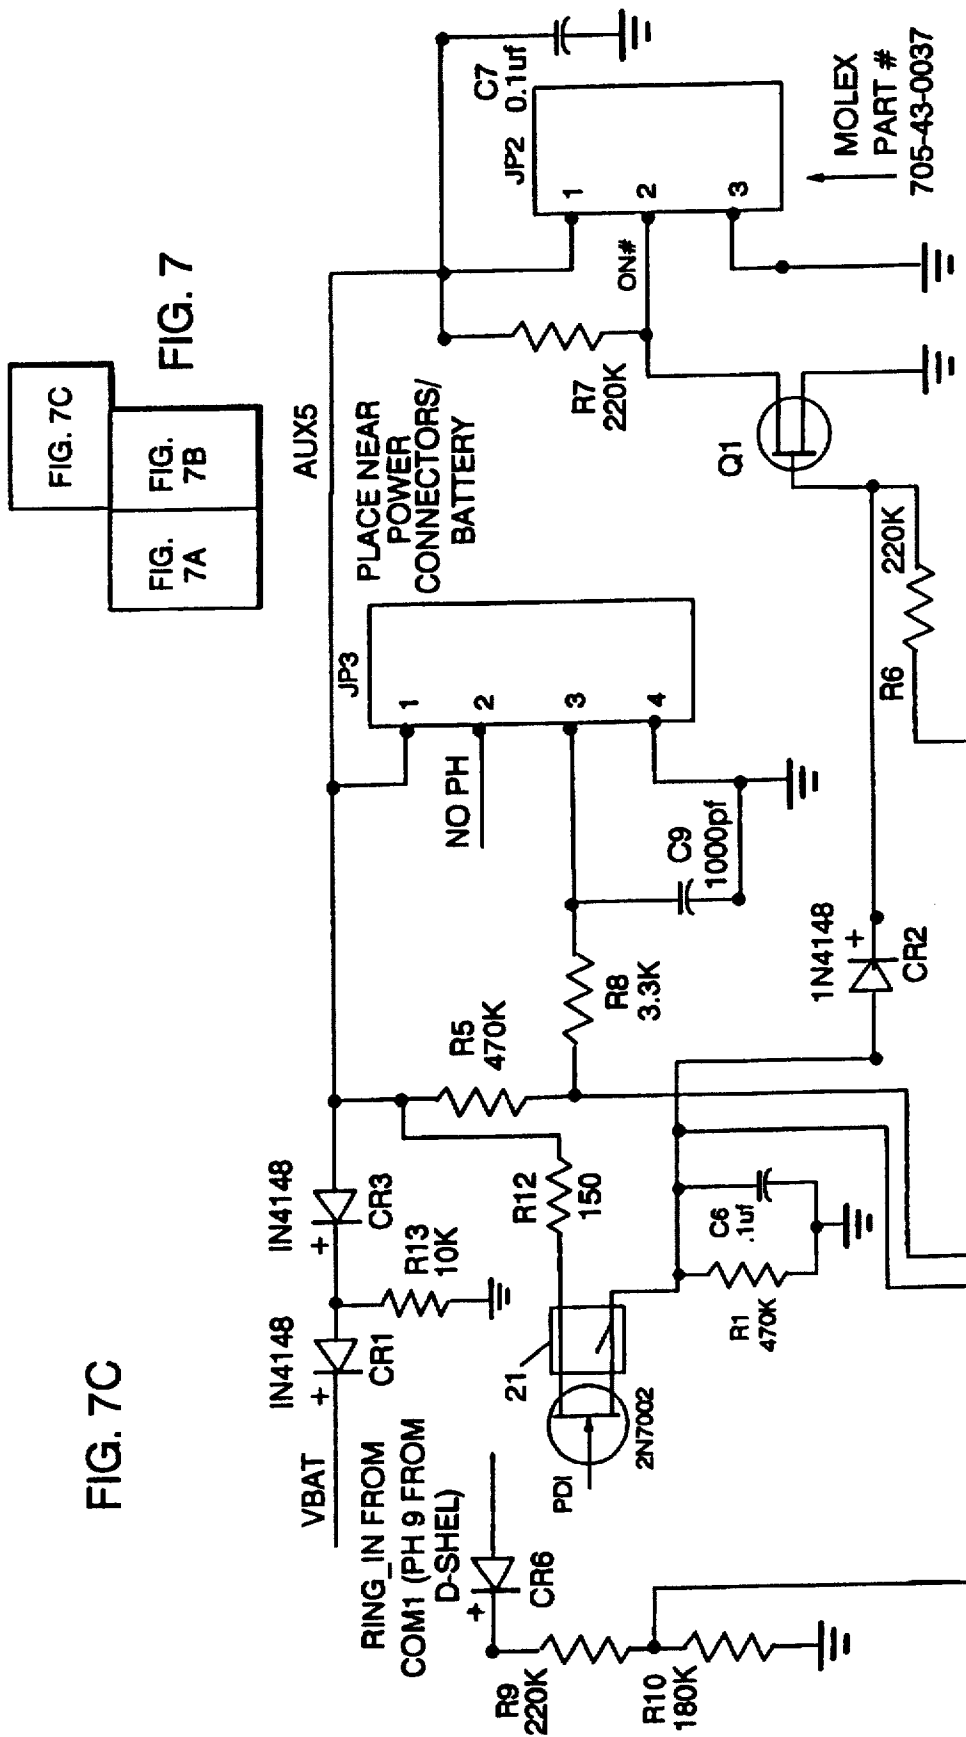 FIG. 7C
FIG. 7C
FIG.
7A
FIG.
7B
FIG. 7
VBAT
IN4148
+
CR1
IN4148
+
CR3
R13
10K
AUX5
RING_IN FROM
COM1 (PH 9 FROM
D-SHEL)
+
CR6
R9
220K
R10
180K
PDI
2N7002
21
R12
150
R5
470K
R8
3.3K
R1
470K
C6
.1uf
C9
1000pf
NO PH
JP3
1
2
3
4
PLACE NEAR
POWER
CONNECTORS/
BATTERY
1N4148
+
CR2
R6
220K
Q1
R7
220K
ON#
JP2
1
2
3
C7
0.1uf
MOLEX
PART #
705-43-0037